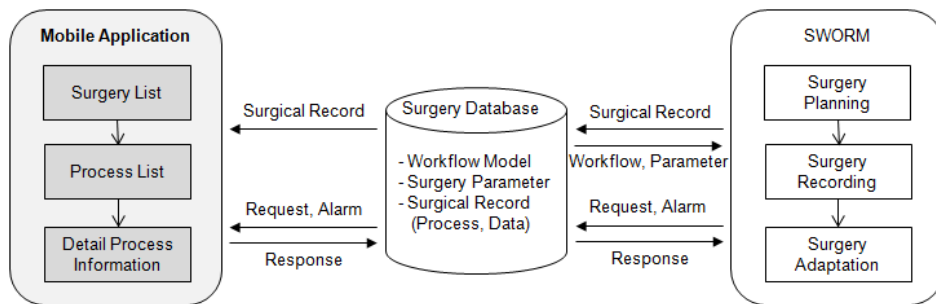 Mobile Application
Surgery List
Process List
Detail Process
Information
Surgical Record
Request, Alarm
Response
Surgery Database
- Workflow Model
- Surgery Parameter
- Surgical Record
(Process, Data)
Surgical Record
Workflow, Parameter
Request, Alarm
Response
SWORM
Surgery
Planning
Surgery
Recording
Surgery
Adaptation